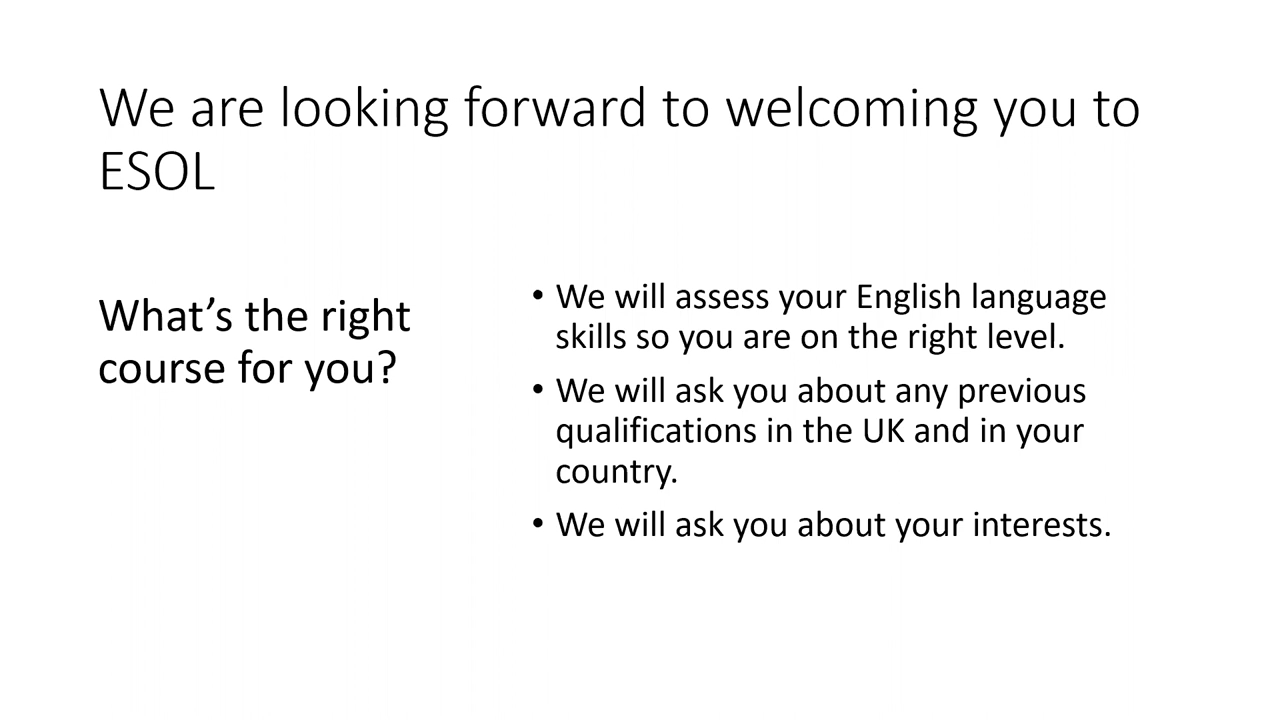 We are looking forward to welcoming you to
ESOL
What’s the right
course for you?
• We will assess your English language
skills so you are on the right level.
• We will ask you about any previous
qualifications in the UK and in your
country.
• We will ask you about your interests.